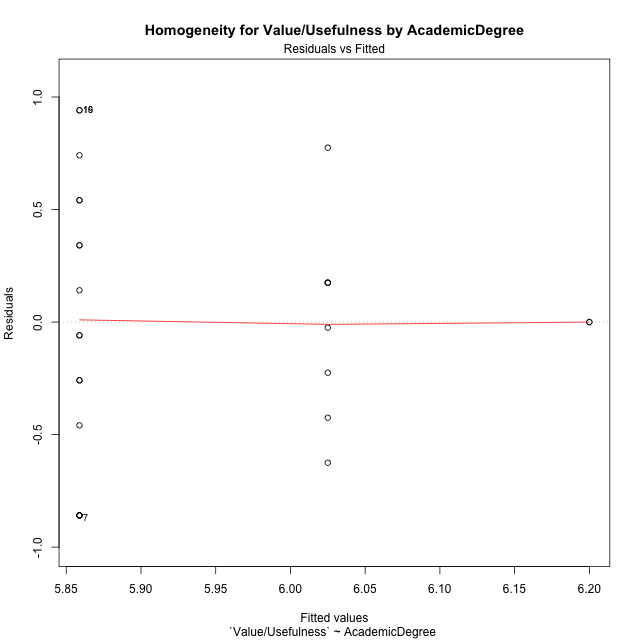 Homogeneity for Value/Usefulness by AcademicDegree
Residuals vs Fitted
1.0
0.5
0.0
-0.5
-1.0
Residuals
7
5.85 5.90 5.95 6.00 6.05 6.10 6.15 6.20
Fitted values
`Value/Usefulness` ~ AcademicDegree